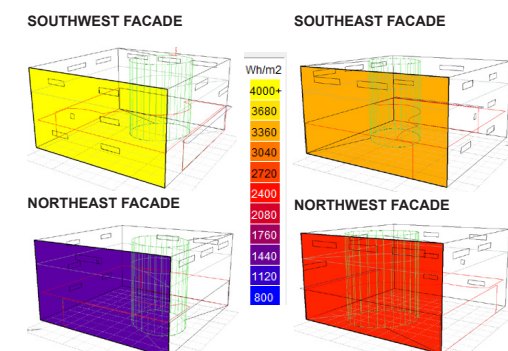 SOUTHWEST FACADE
SOUTHEAST FACADE
Wh/m2
4000+
3680
3360
3040
2720
2400
2080
1760
1440
1120
800
NORTHEAST FACADE
NORTHWEST FACADE